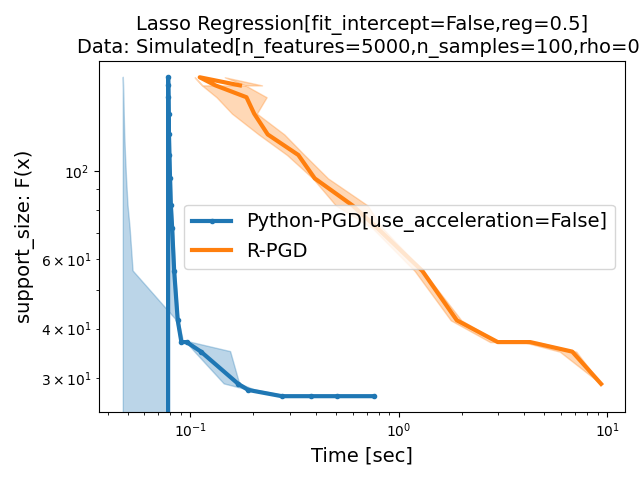 Lasso Regression[fit_intercept=False,reg=0.5]
Data: Simulated[n_features=5000,n_samples=100,rho=0
support_size: F(x)
10²
6 × 10¹
4 × 10¹
3 × 10¹
Python-PGD[use_acceleration=False]
R-PGD
10⁻¹
10⁰
10¹
Time [sec]